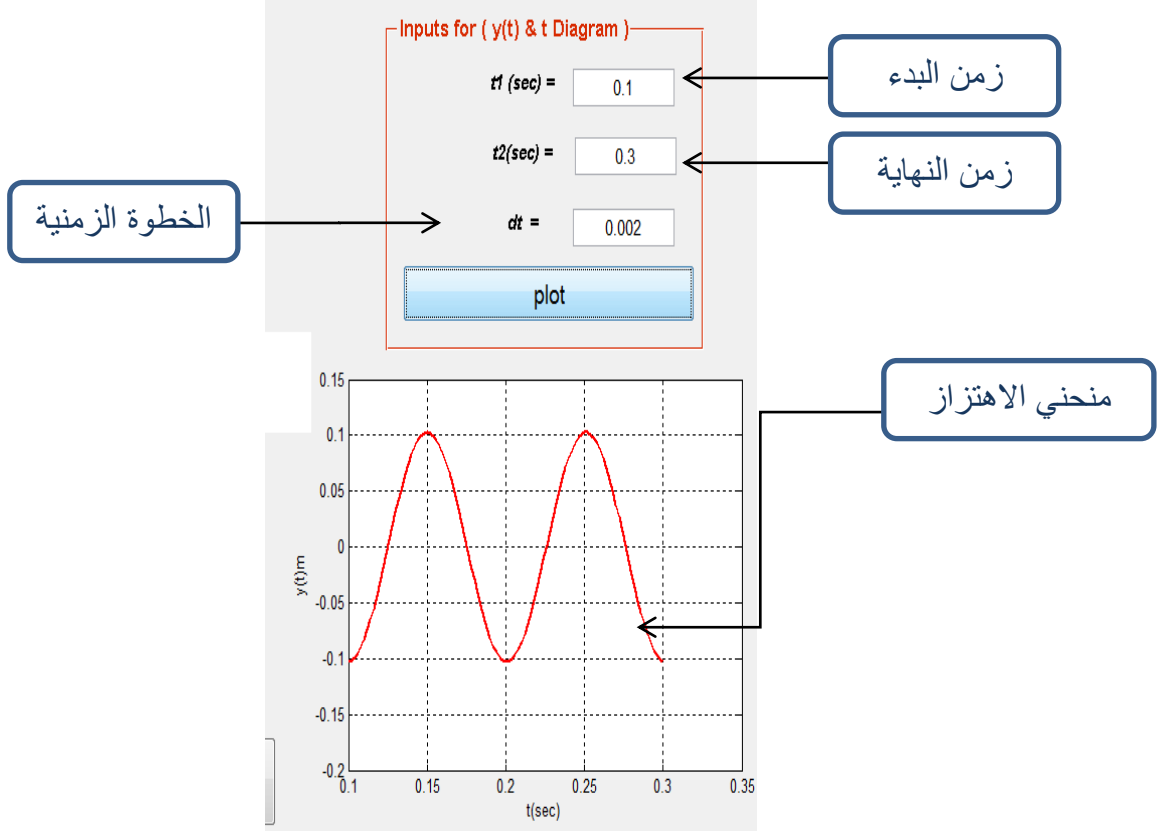 Inputs for ( y(t) & t Diagram )
t1 (sec) =
0.1
زمن البدء
t2(sec) =
0.3
زمن النهاية
الخطوة الزمنية
dt =
0.002
plot
منحني الاهتزاز
0.15
0.1
0.05
0
-0.05
-0.1
-0.15
-0.2
y(t)m
0.1 0.15 0.2 0.25 0.3 0.35
t(sec)